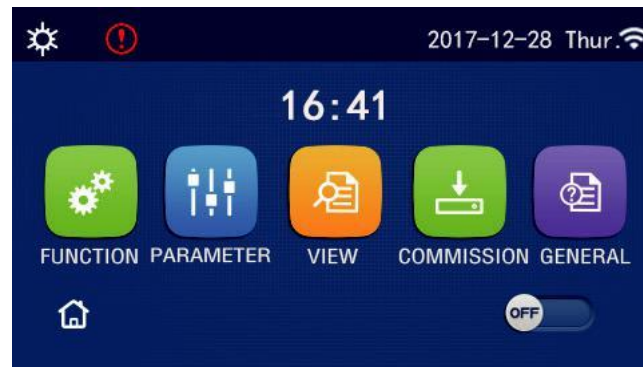 2017-12-28 Thur.
16:41
FUNCTION PARAMETER VIEW COMMISSION GENERAL
OFF